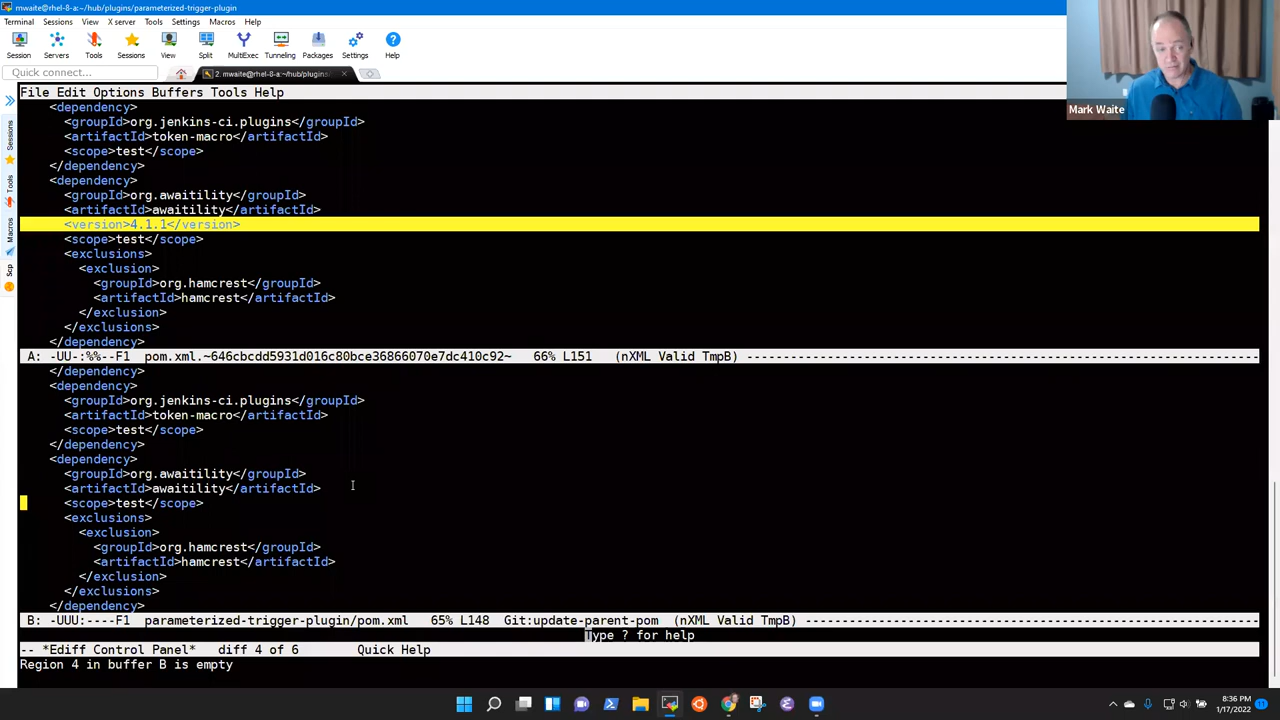 mwaite@rhel-8-a:~/hub/plugins/parameterized-trigger-plugin
Terminal Sessions View X server Tools Settings Macros Help
Session Servers Tools Sessions View Split MultiExec Tunneling Packages Settings Help
Quick connect...
2. mwaite@rhel-8-a:~/hub/plugins/
Mark Waite
Sessions
Tools
Macros
Scp
File Edit Options Buffers Tools Help
<dependency>
<groupId>org.jenkins-ci.plugins</groupId>
<artifactId>token-macro</artifactId>
<scope>test</scope>
</dependency>
<dependency>
<groupId>org.awaitility</groupId>
<artifactId>awaitility</artifactId>
<version>4.1.1</version>
<scope>test</scope>
<exclusions>
<exclusion>
<groupId>org.hamcrest</groupId>
<artifactId>hamcrest</artifactId>
</exclusion>
</exclusions>
</dependency>
A: -UU-:%%--F1 pom.xml.~646cbcdd5931d016c80bce36866070e7dc410c92~ 66% L151 (nXML Valid TmpB) ----------------------------------------------------------------------
</dependency>
<dependency>
<groupId>org.jenkins-ci.plugins</groupId>
<artifactId>token-macro</artifactId>
<scope>test</scope>
</dependency>
<dependency>
<groupId>org.awaitility</groupId>
<artifactId>awaitility</artifactId>
<scope>test</scope>
<exclusions>
<exclusion>
<groupId>org.hamcrest</groupId>
<artifactId>hamcrest</artifactId>
</exclusion>
</exclusions>
</dependency>
B: -UUU:----F1 parameterized-trigger-plugin/pom.xml 65% L148 Git:update-parent-pom (nXML Valid TmpB) --------------------------------------------------------------
Type ? for help
-- *Ediff Control Panel* diff 4 of 6 Quick Help
Region 4 in buffer B is empty
8:36 PM
1/17/2022